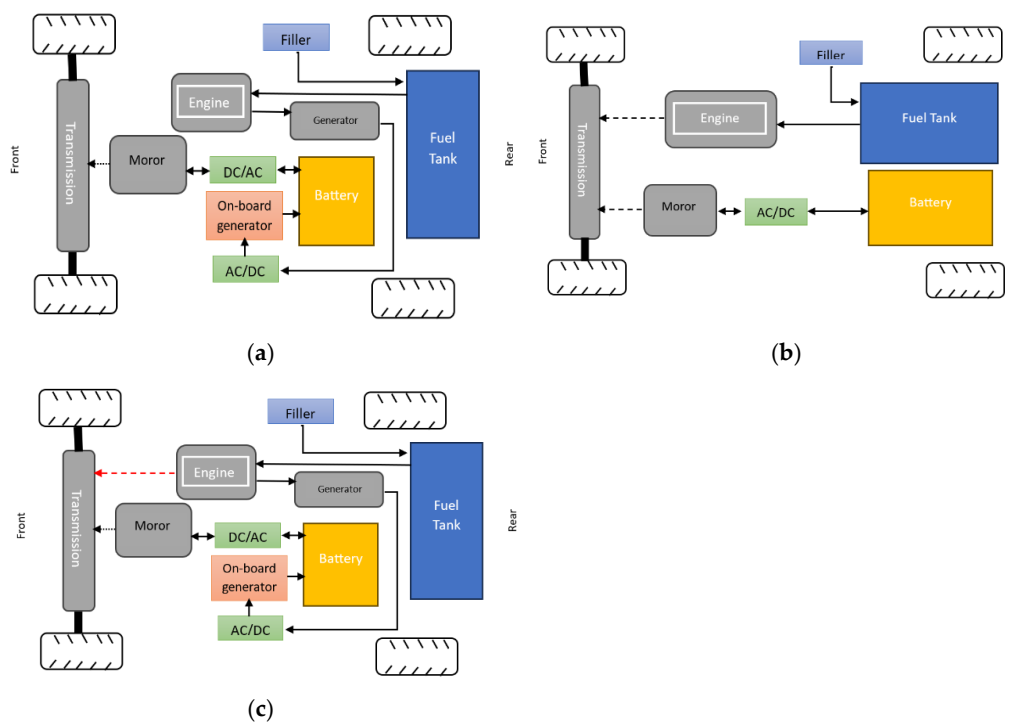 Filler
Engine
Generator
Fuel
Tank
Front
Transmission
Moror
DC/AC
Battery
On-board
generator
AC/DC
Rear
(a)
Filler
Engine
Fuel Tank
Front
Transmission
Moror
AC/DC
Battery
(b)
Filler
Engine
Generator
Fuel
Tank
Front
Transmission
Moror
DC/AC
Battery
On-board
generator
AC/DC
Rear
(c)